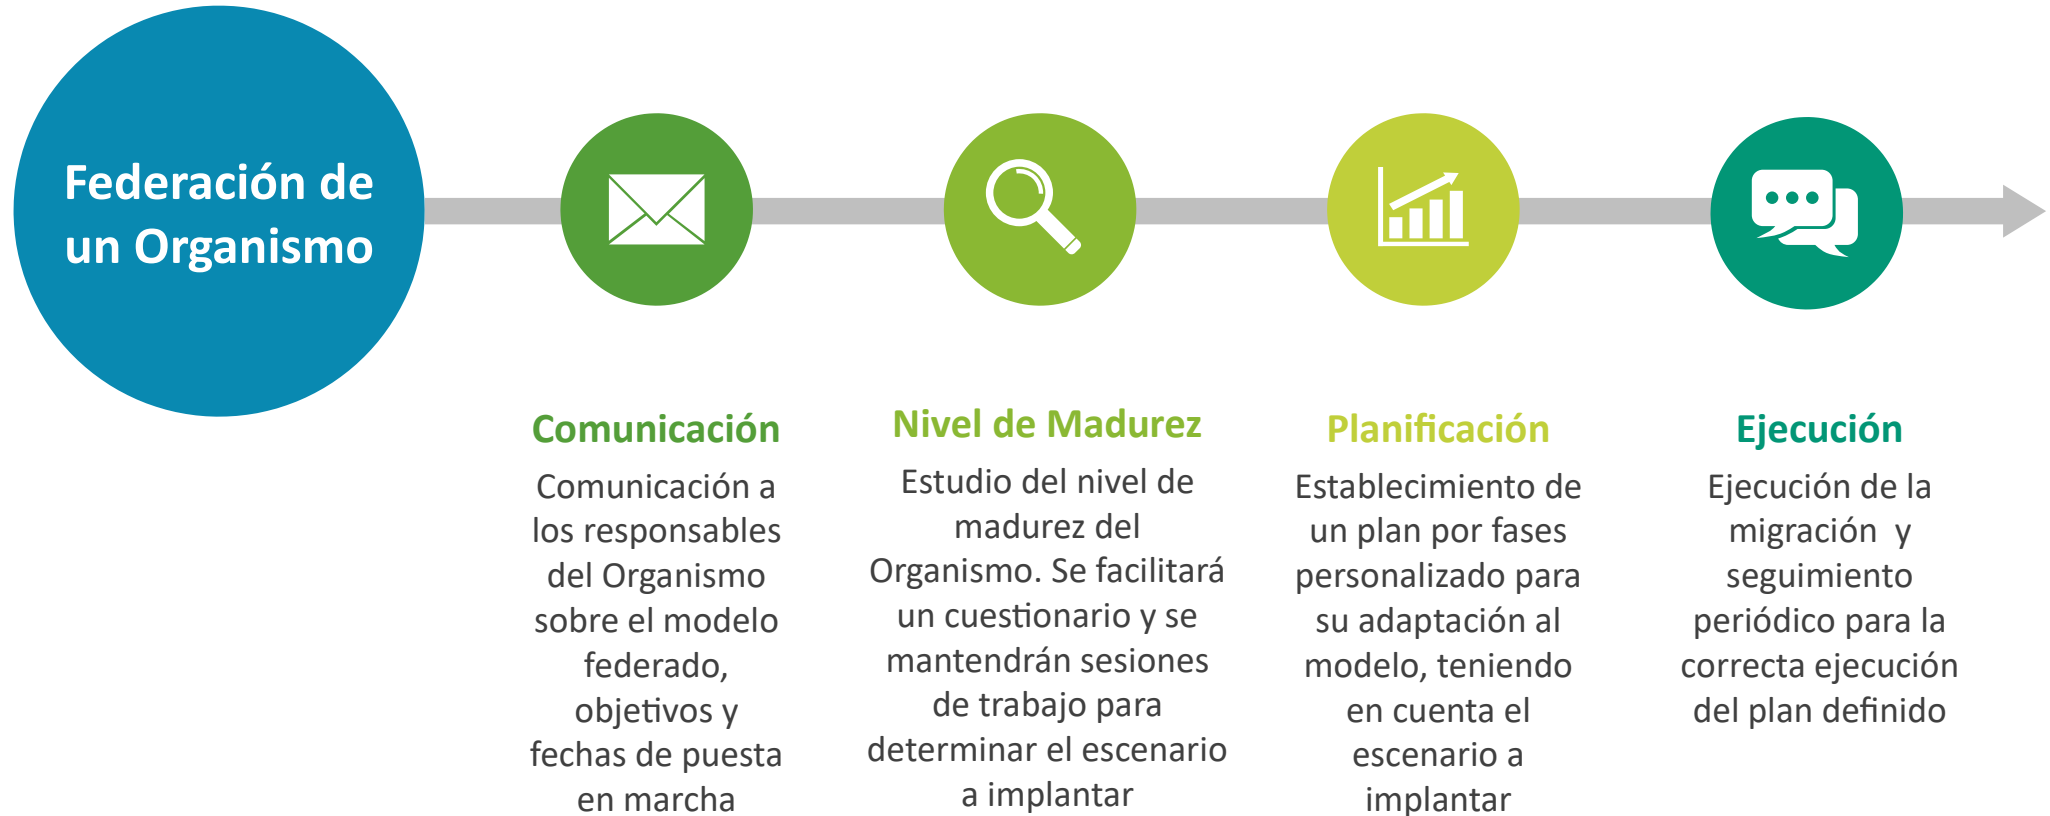 Federación de
un Organismo
Comunicación
Comunicación a
los responsables
del Organismo
sobre el modelo
federado,
objetivos y
fechas de puesta
en marcha
Nivel de Madurez
Estudio del nivel de
madurez del
Organismo. Se facilitará
un cuestionario y se
mantendrán sesiones
de trabajo para
determinar el escenario
a implantar
Planificación
Establecimiento de
un plan por fases
personalizado para
su adaptación al
modelo, teniendo
en cuenta el
escenario a
implantar
Ejecución
Ejecución de la
migración  y
seguimiento
periódico para la
correcta ejecución
del plan definido